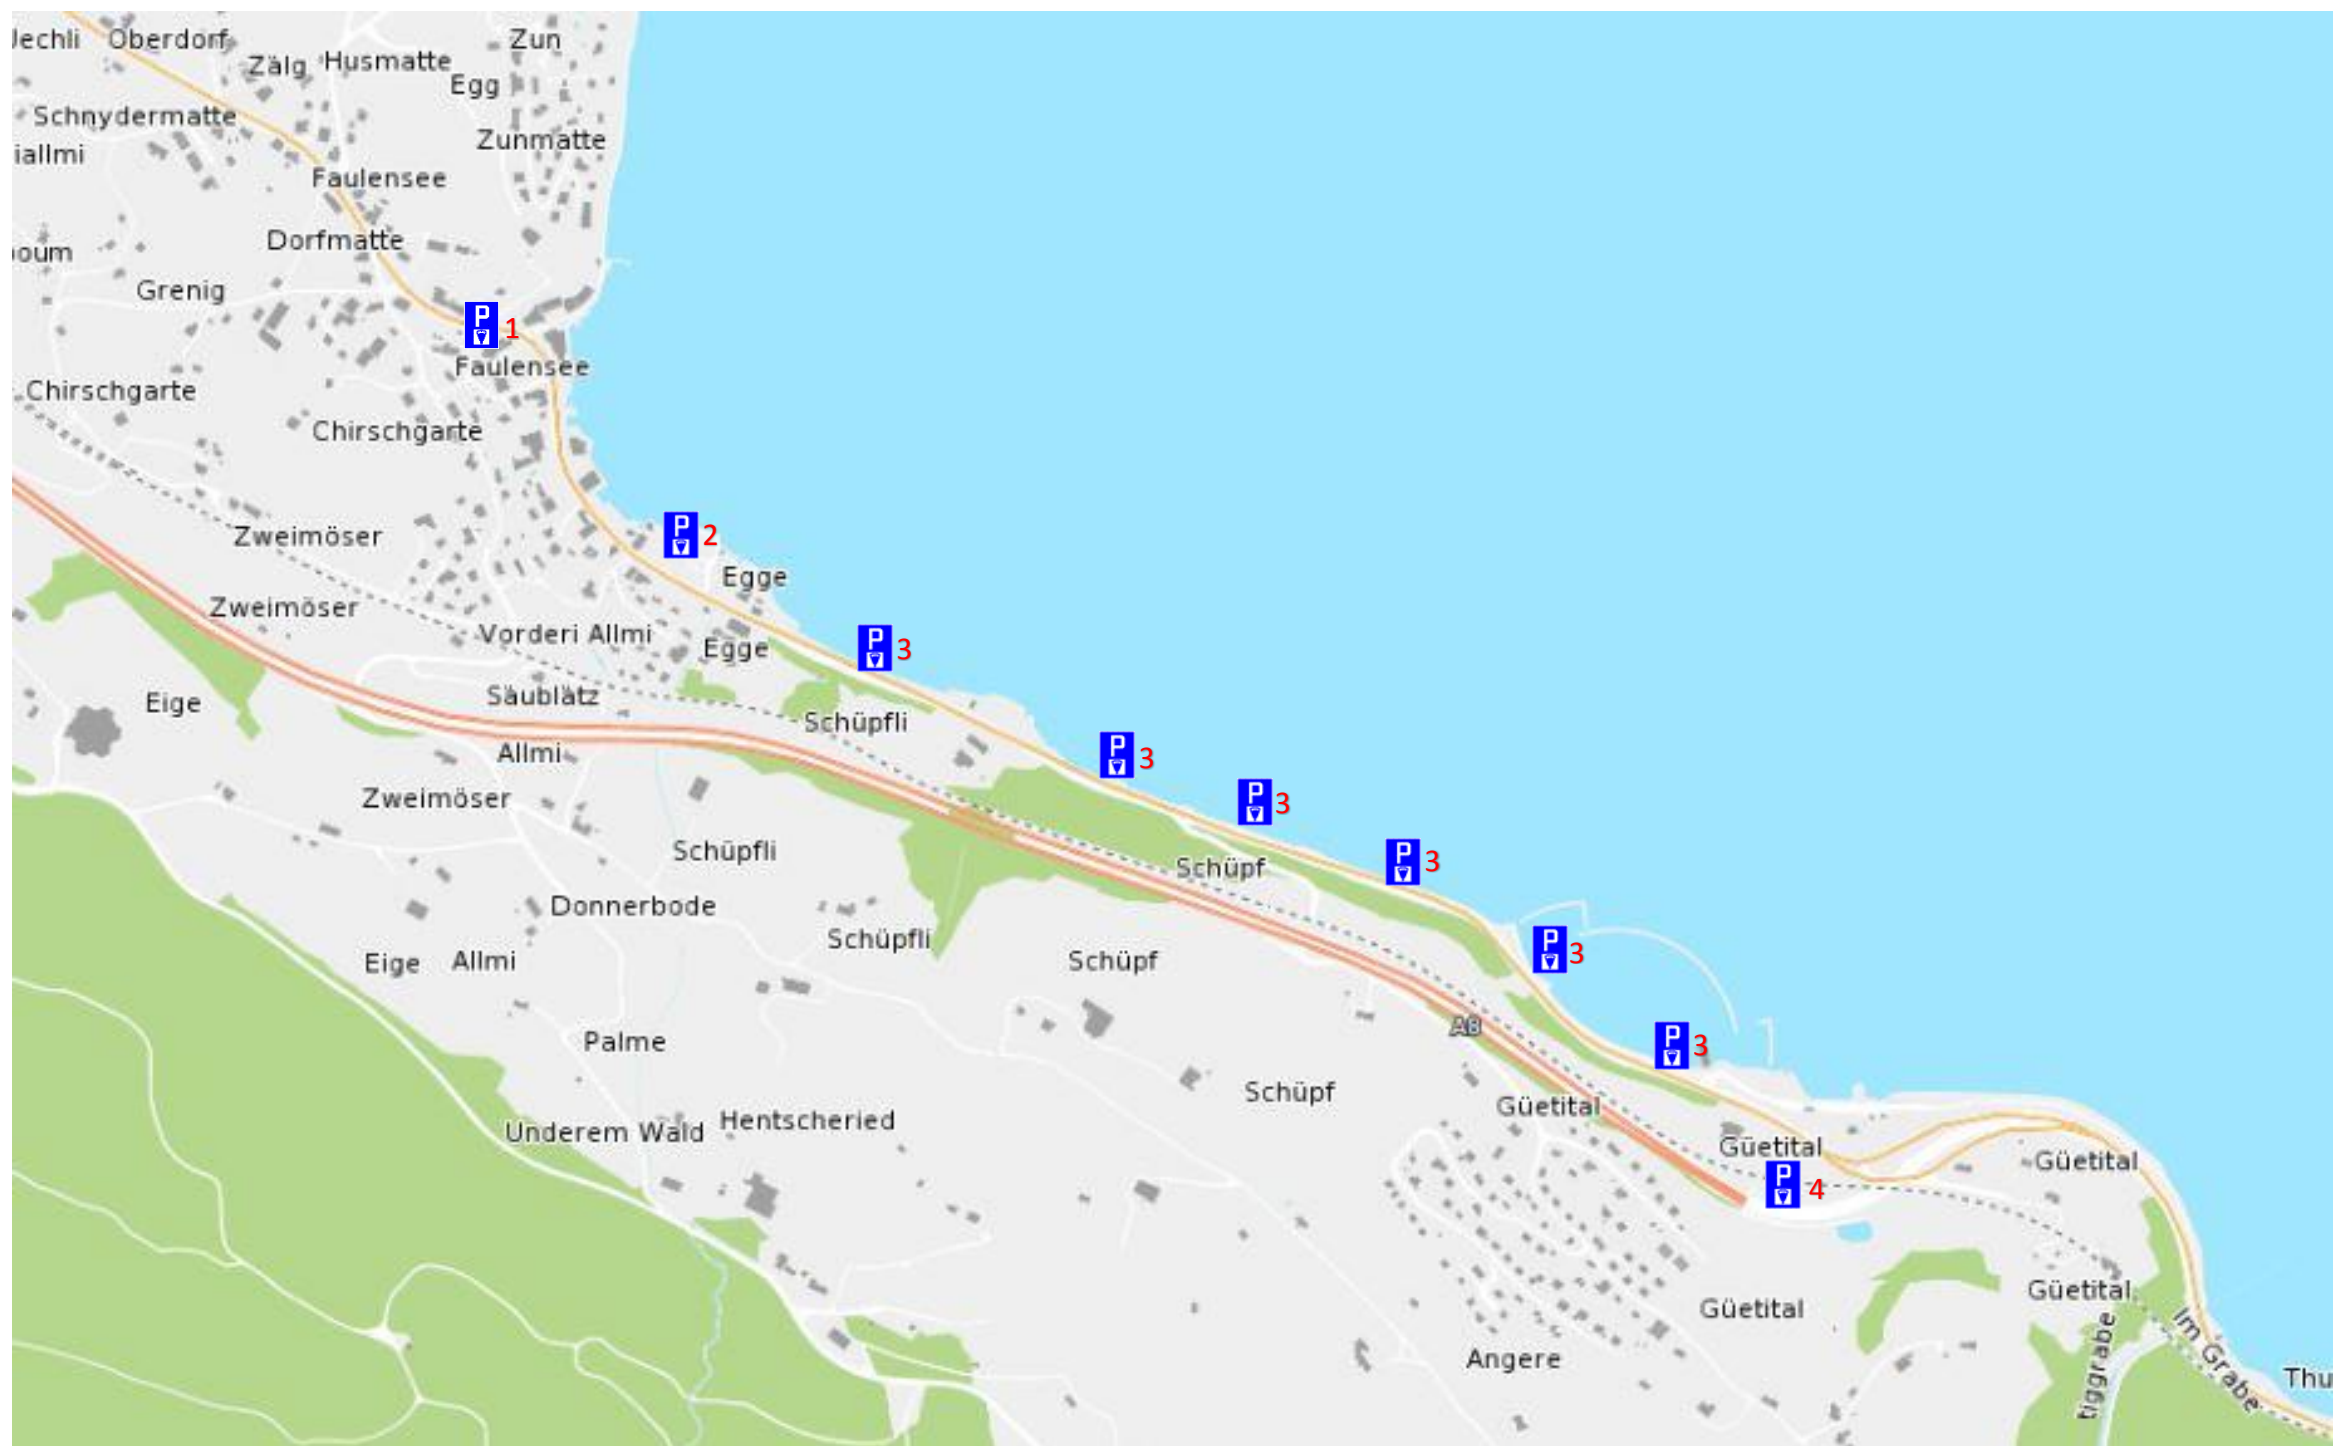 Oberdorf
Zun
Zälg
Husmatte
Egg
Schnydermatte
Zunmatte
iallmi
Faulensee
Dorfmatte
oum
Grenig
P 1
Faulensee
Chirschgarte
Chirschgarte
P 2
Zweimöser
Egge
Zweimöser
Vorderi Allmi
Egge
P 3
Säublätz
Eige
Schüpfli
Allmi
P 3
Zweimöser
P 3
Schüpfli
Schüpf
P 3
Donnerbode
Schüpfli
Eige
Allmi
Schüpf
P 3
A8
Palme
P 3
Schüpf
Güetital
Hentscheried
Underem Wald
Güetital
Güetital
P 4
Güetital
Güetital
Im Grabe
Angere
tiggrabe
Thu